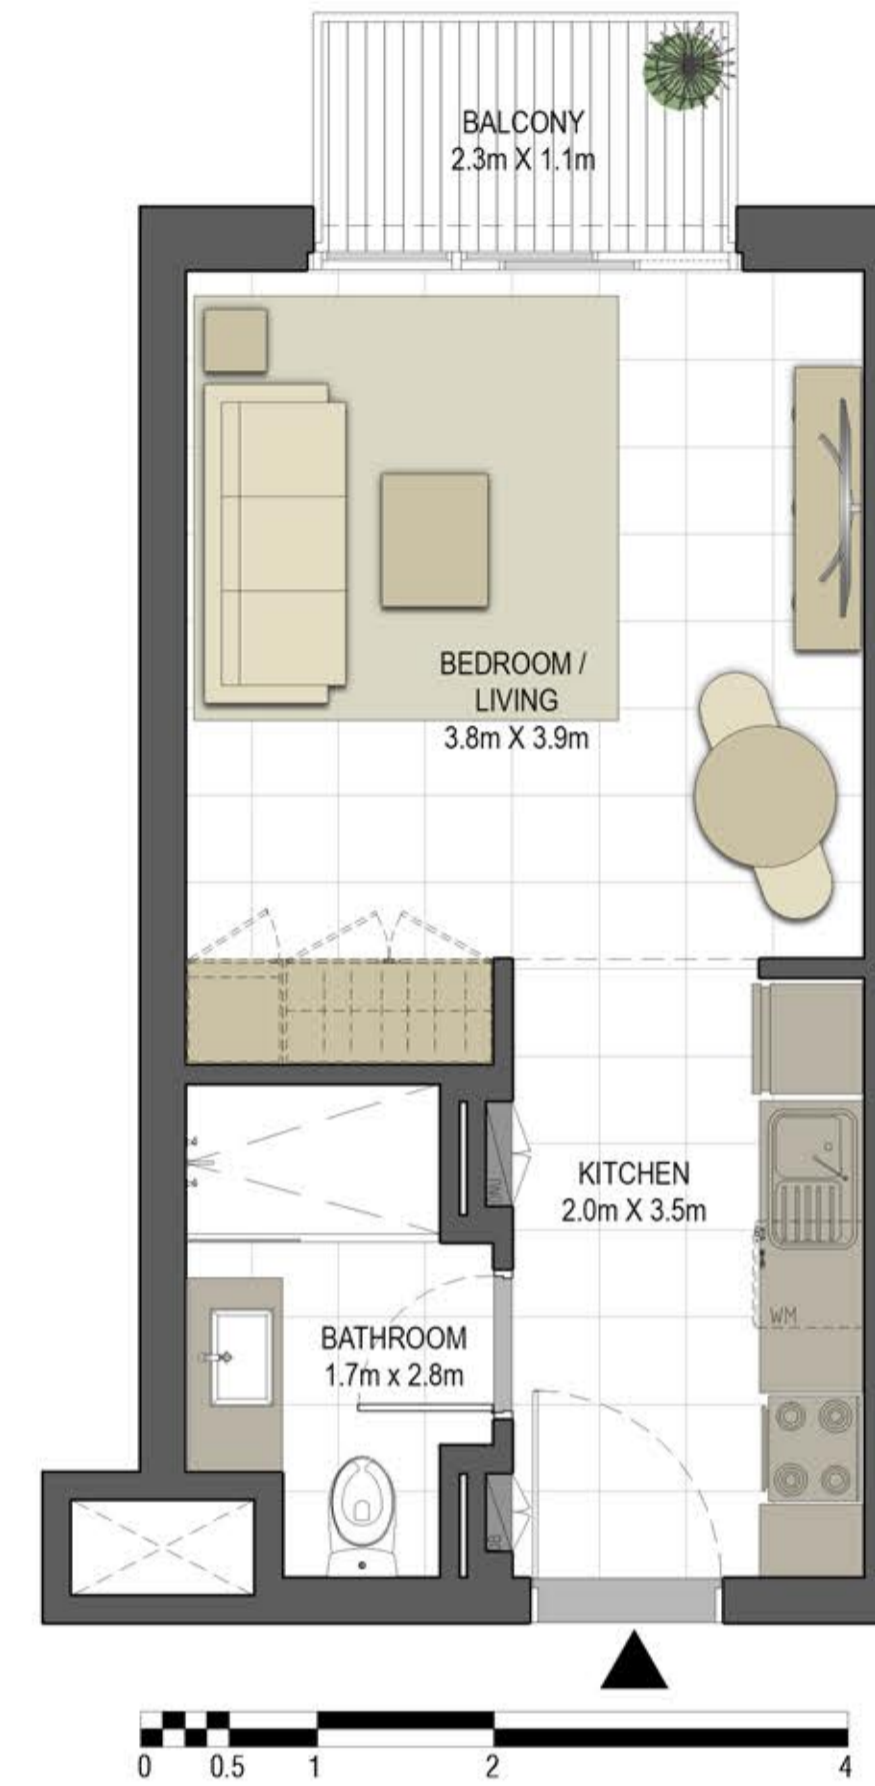 BALCONY
2.3m X 1.1m
BEDROOM /
LIVING
3.8m X 3.9m
KITCHEN
2.0m X 3.5m
WM
BATHROOM
1.7m x 2.8m
DB
0 0.5 1 2 4